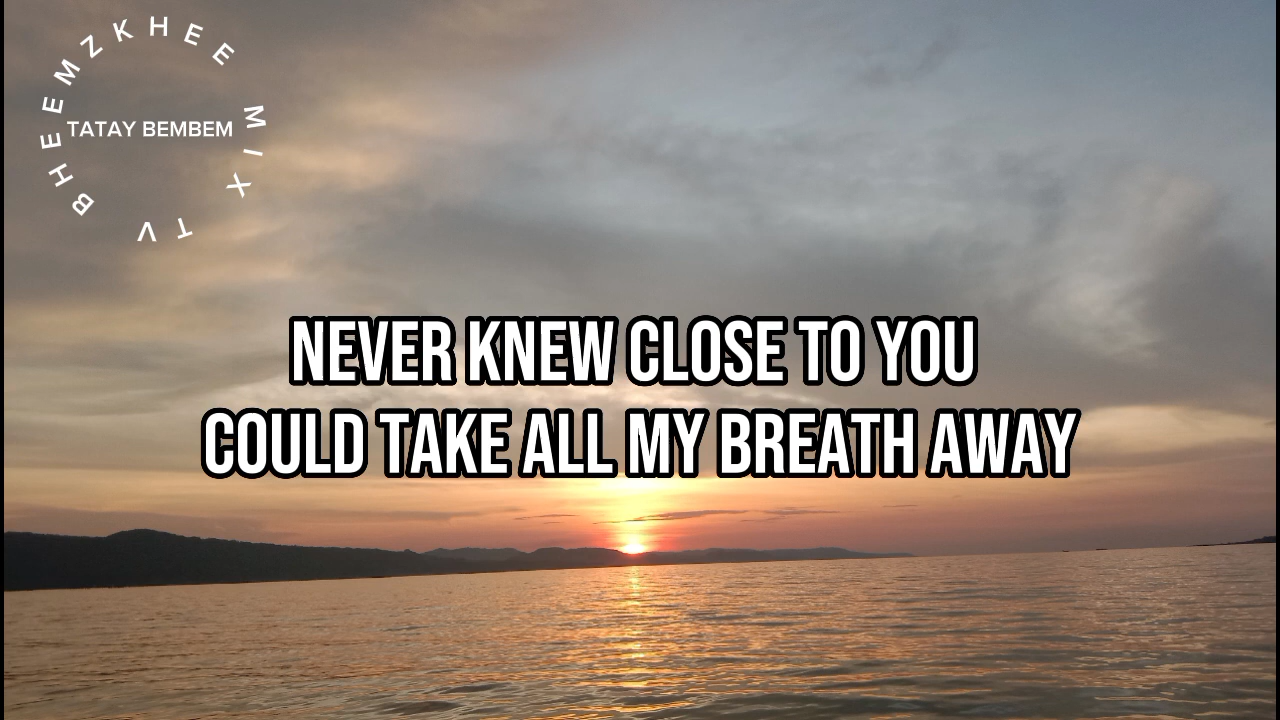 BHEEMZKHEE MIX TV
TATAY BEMBEM
NEVER KNEW CLOSE TO YOU
COULD TAKE ALL MY BREATH AWAY